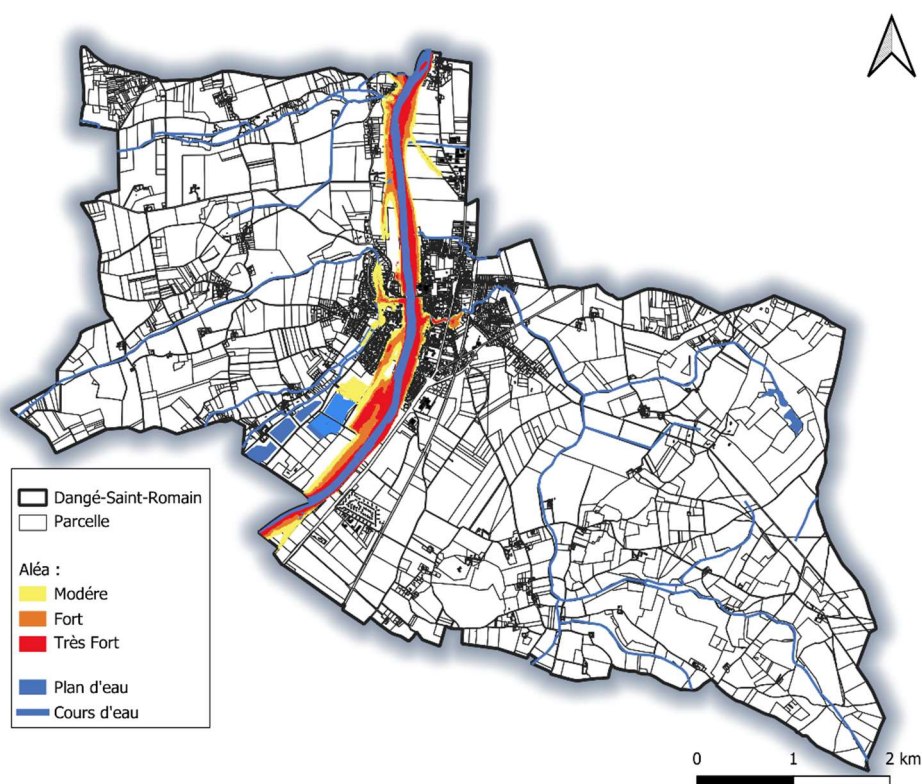 Dangé-Saint-Romain
Parcelle
Aléa :
Modére
Fort
Très Fort
Plan d'eau
Cours d'eau
0 1 2 km